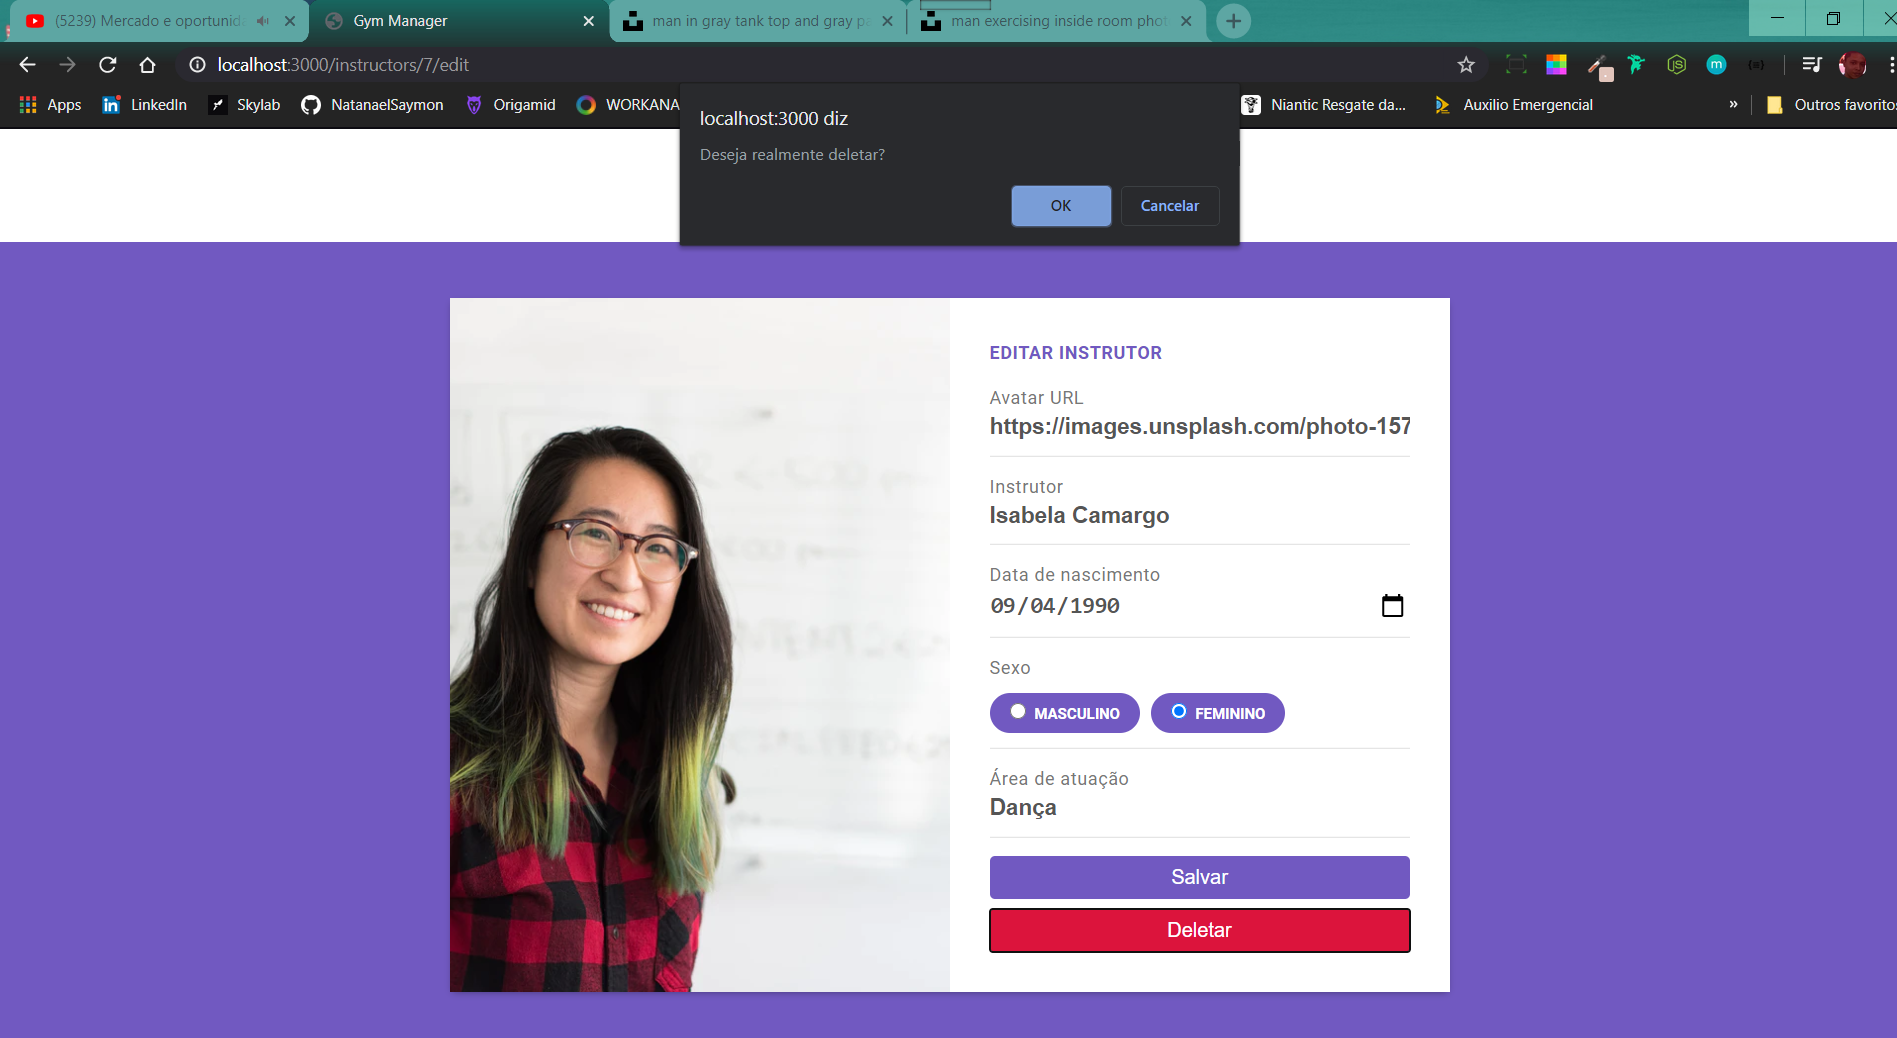 (5239) Mercado e oportunida
Gym Manager
man in gray tank top and gray pa
man exercising inside room phot
localhost:3000/instructors/7/edit
Apps
LinkedIn
Skylab
NatanaelSaymon
Origamid
WORKANA
Niantic Resgate da...
Auxilio Emergencial
»
Outros favoritos
localhost:3000 diz
Deseja realmente deletar?
OK
Cancelar
EDITAR INSTRUTOR
Avatar URL
https://images.unsplash.com/photo-157
Instrutor
Isabela Camargo
Data de nascimento
09/04/1990
Sexo
MASCULINO
FEMININO
Área de atuação
Dança
Salvar
Deletar